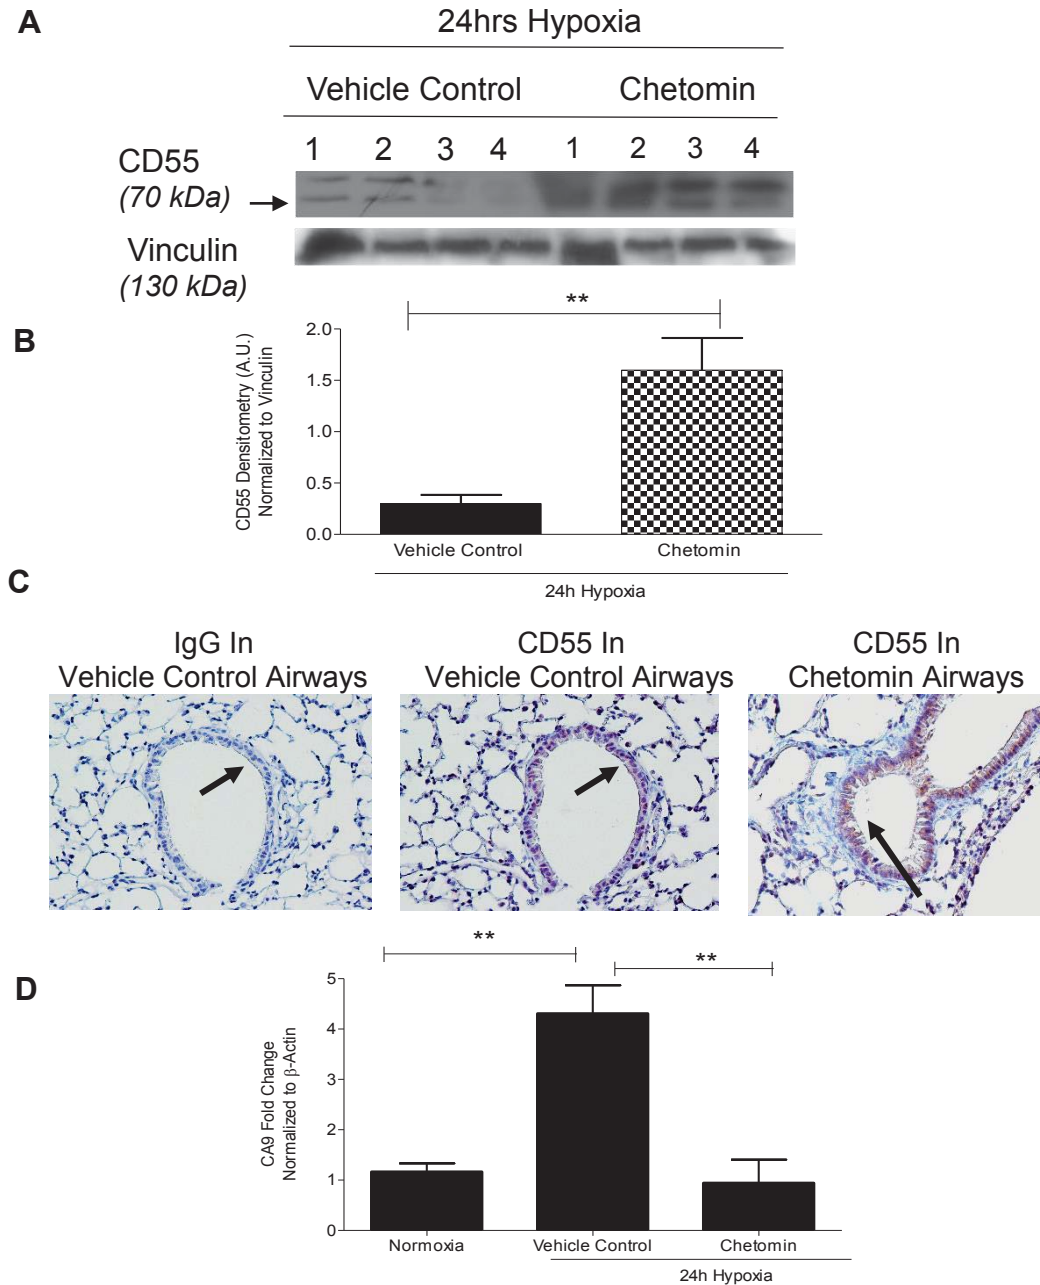 A
24hrs Hypoxia
Vehicle Control Chetomin
1 2 3 4 1 2 3 4
CD55
(70 kDa)
Vinculin
(130 kDa)
B
**
CD55 Densitometry (A.U.)
Normalized to Vinculin
2.0
1.5
1.0
0.5
0.0
Vehicle Control Chetomin
24h Hypoxia
C
IgG In
Vehicle Control Airways
CD55 In
Vehicle Control Airways
CD55 In
Chetomin Airways
D
**
**
CA9 Fold Change
Normalized to β-Actin
5
4
3
2
1
0
Normoxia Vehicle Control Chetomin
24h Hypoxia